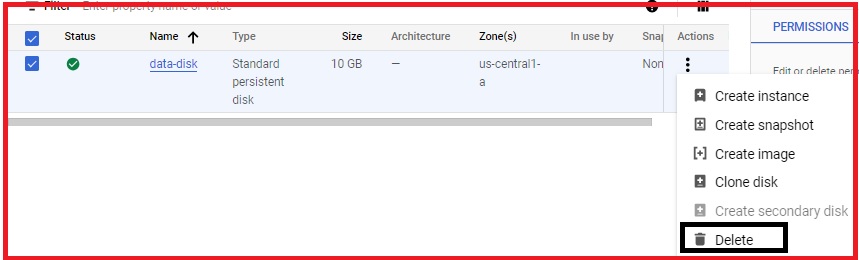 Filter Enter property name or value
Status Name Type Size Architecture Zone(s) In use by Snap Actions
data-disk Standard persistent disk 10 GB — us-central1-a Non
PERMISSIONS
Edit or delete perm
Create instance
Create snapshot
Create image
Clone disk
Create secondary disk
Delete